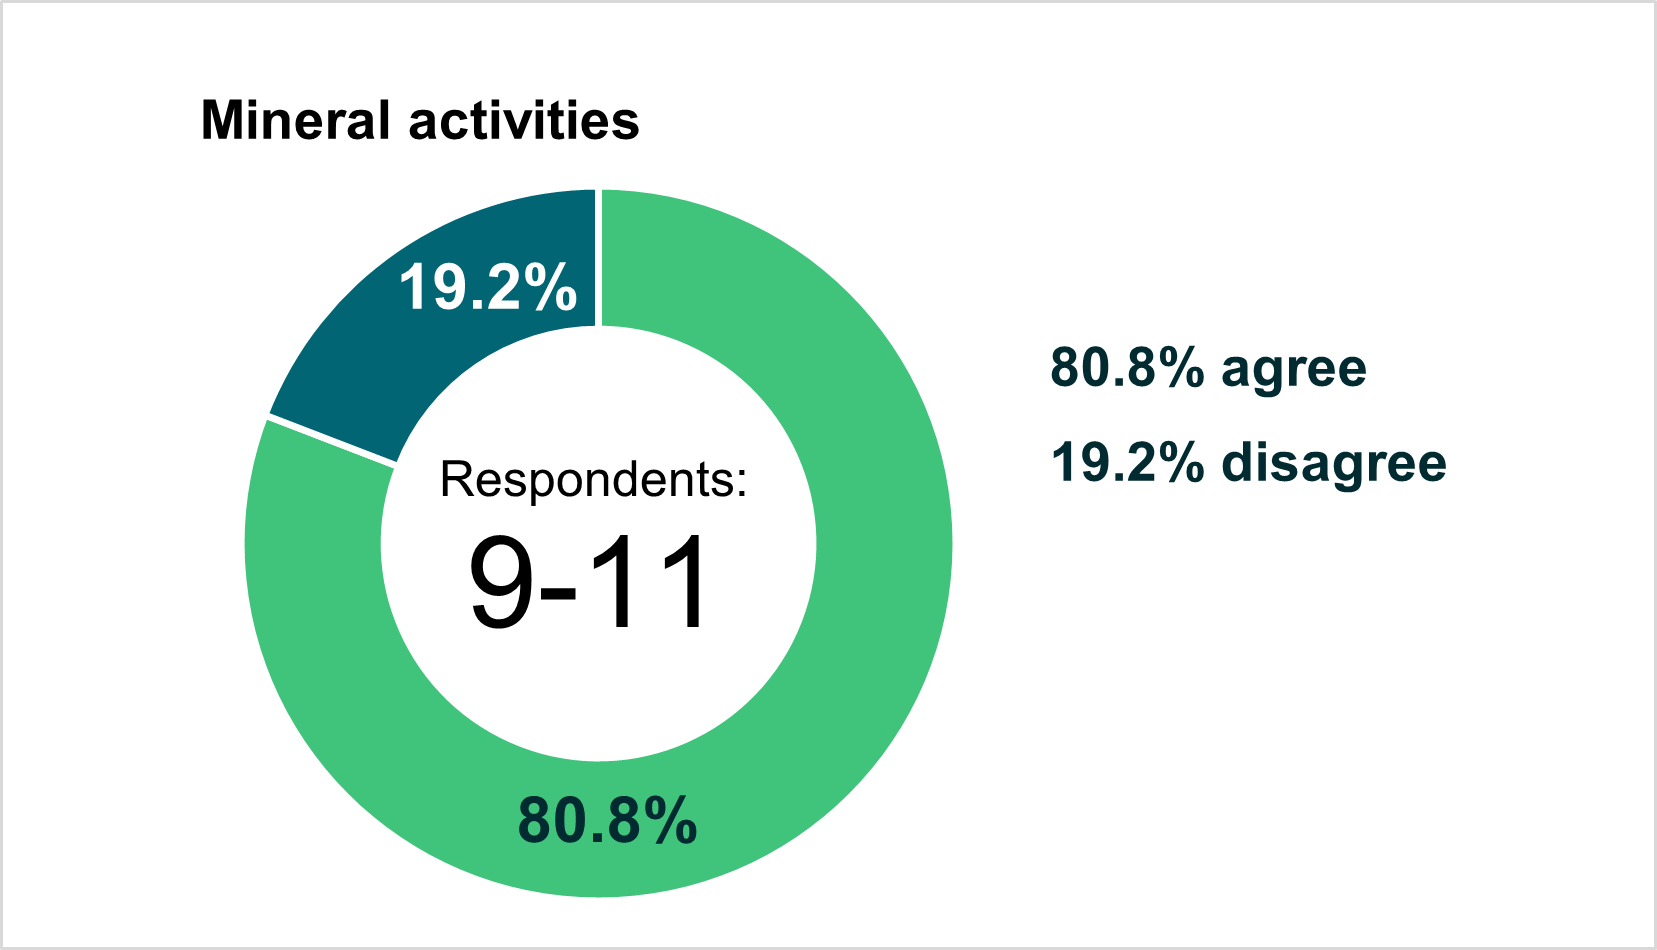 Mineral activities
19.2%
80.8% agree
19.2% disagree
Respondents:
9-11
80.8%